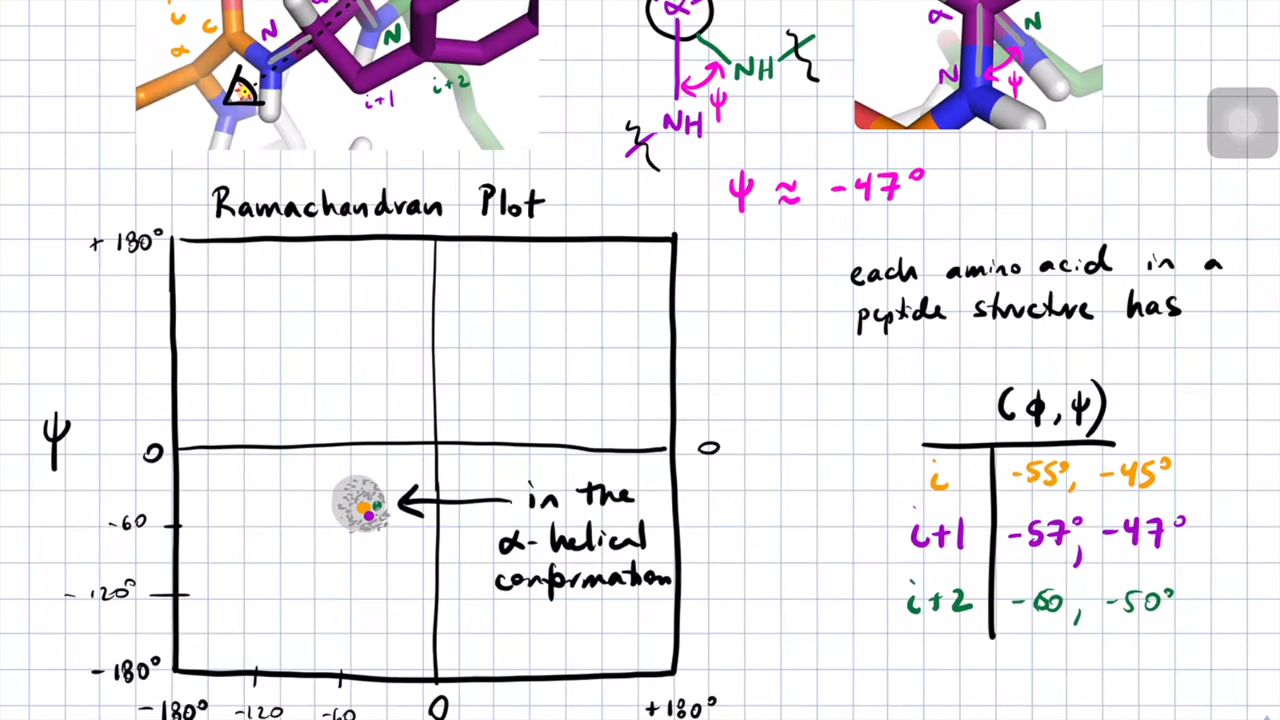 α
C
N
N
i+1
i+2
α
NH
NH
ψ
α
N
N
ψ
ψ ≈ -47°
Ramachandran Plot
+ 180°
each amino acid in a
peptide structure has
(ϕ, ψ)
ψ
0
0
i -55°, -45°
i+1 -57°, -47°
i+2 -60, -50°
in the
α-helical
conformation
-60
-120°
-180°
-180° -120 -60 0 +180°